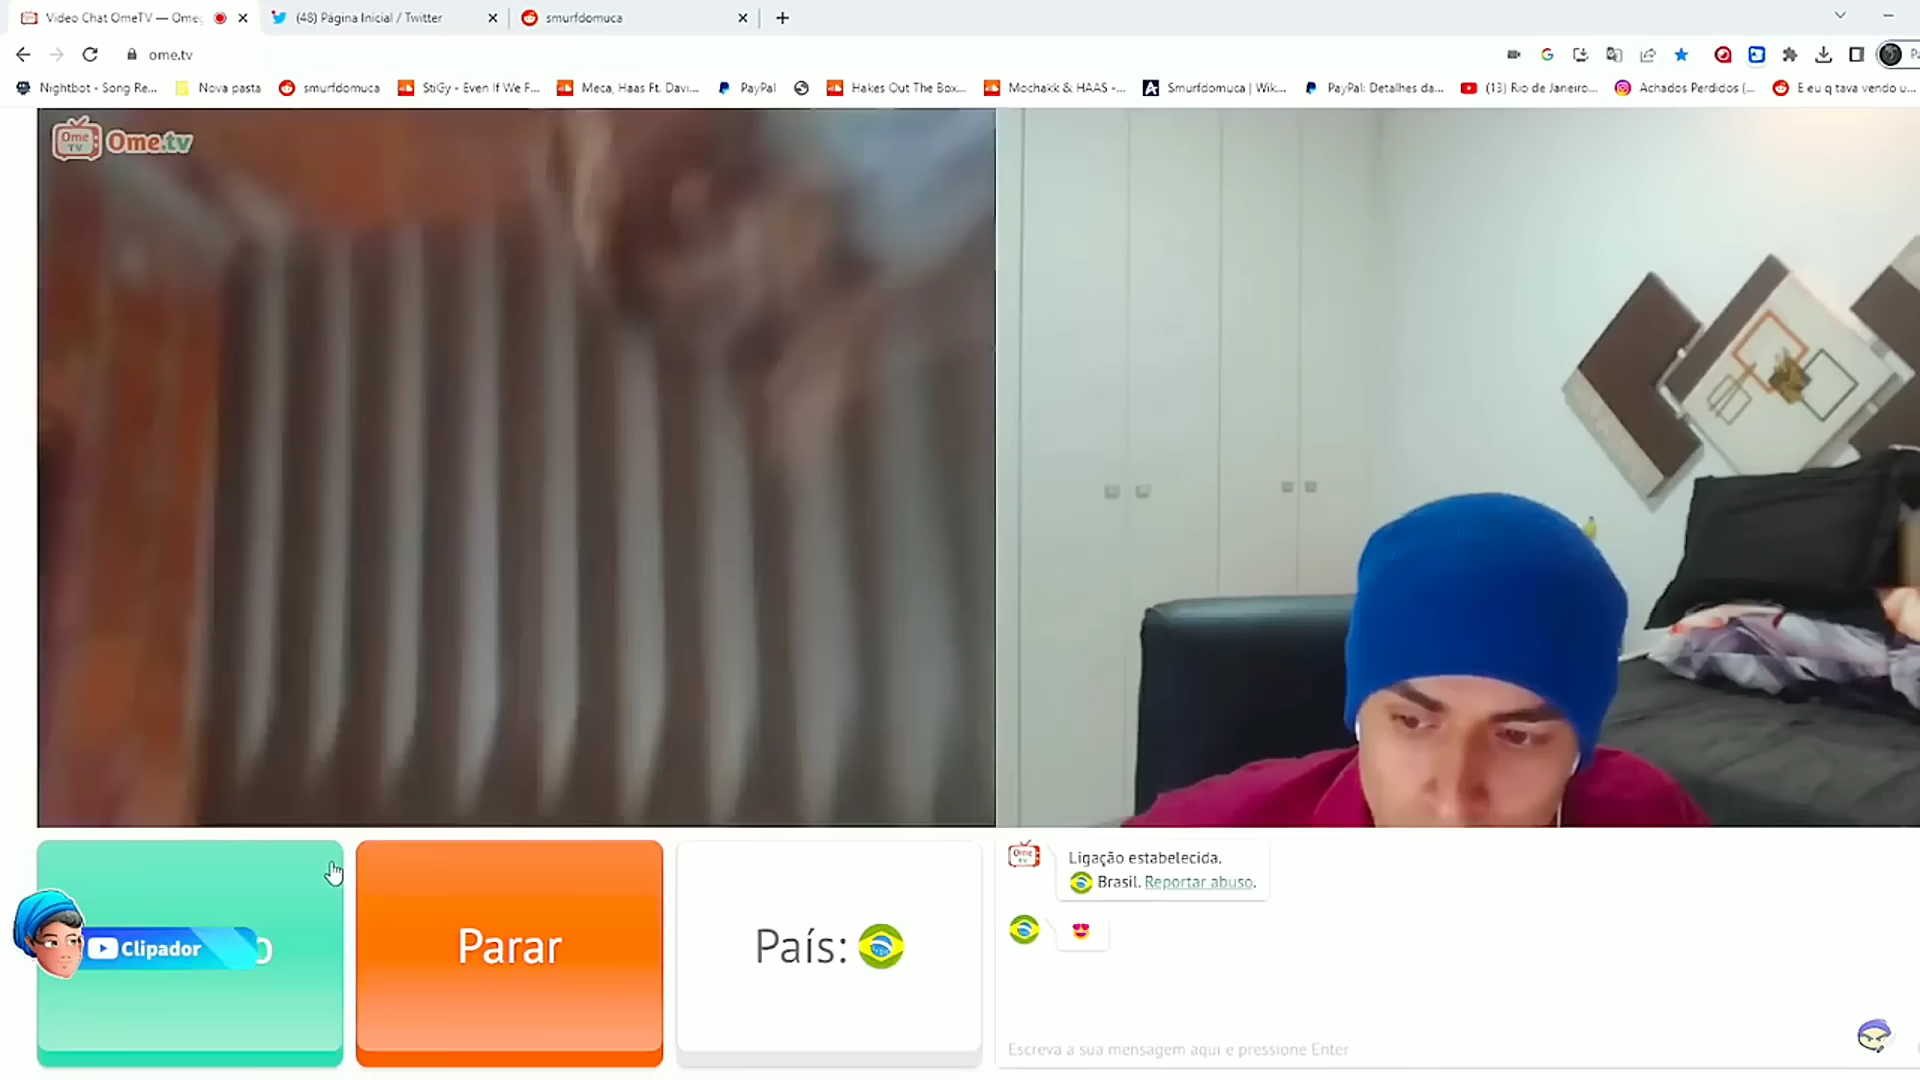 Video Chat OmeTV — Ome
(48) Página Inicial / Twitter
smurfdomuca
ome.tv
Nightbot - Song Re...
Nova pasta
smurfdomuca
StiGy - Even If We F...
Meca, Haas Ft. Davi...
PayPal
Hakes Out The Box...
Mochakk & HAAS -...
Smurfdomuca | Wik...
PayPal: Detalhes da...
(13) Rio de Janeiro...
Achados Perdidos (...
E eu q tava vendo u...
Ome TV
Ome.tv
Ligação estabelecida.
Brasil. Reportar abuso.
Clipador
Parar
País:
Escreva a sua mensagem aqui e pressione Enter